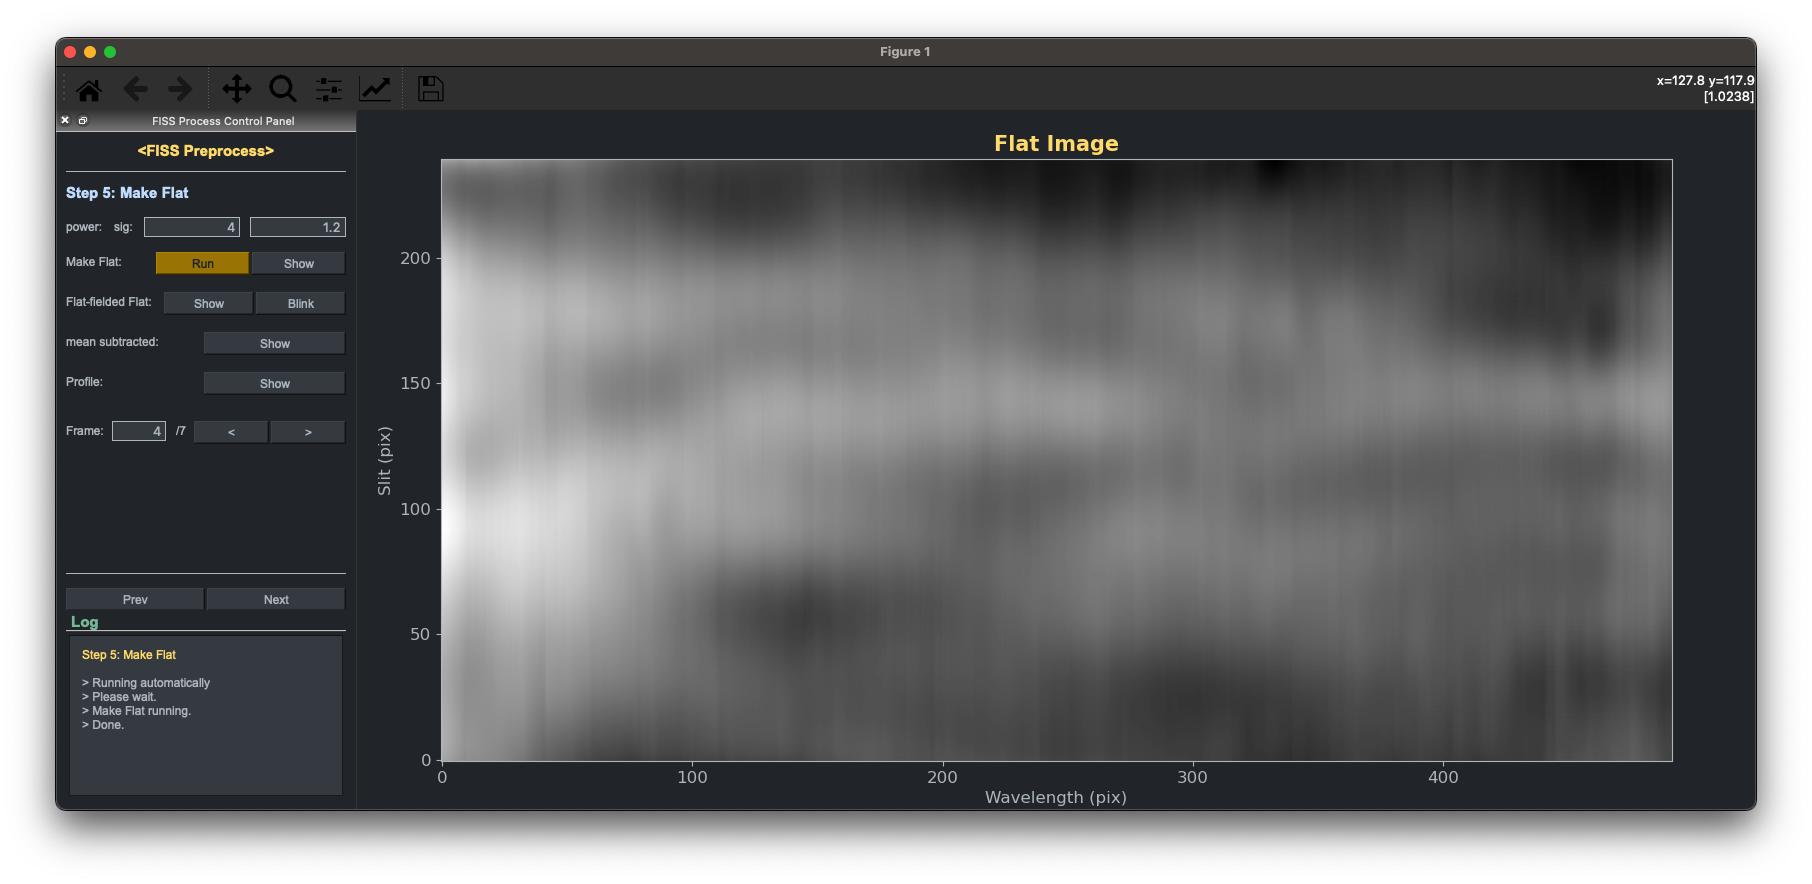 Figure 1
x=127.8 y=117.9
[1.0238]
FISS Process Control Panel
<FISS Preprocess>
Step 5: Make Flat
power: sig: 4 1.2
Make Flat: Run Show
Flat-fielded Flat: Show Blink
mean subtracted: Show
Profile: Show
Frame: 4 /7 < >
Prev Next
Log
Step 5: Make Flat
> Running automatically
> Please wait.
> Make Flat running.
> Done.
Flat Image
Slit (pix)
200
150
100
50
0
0 100 200 300 400
Wavelength (pix)